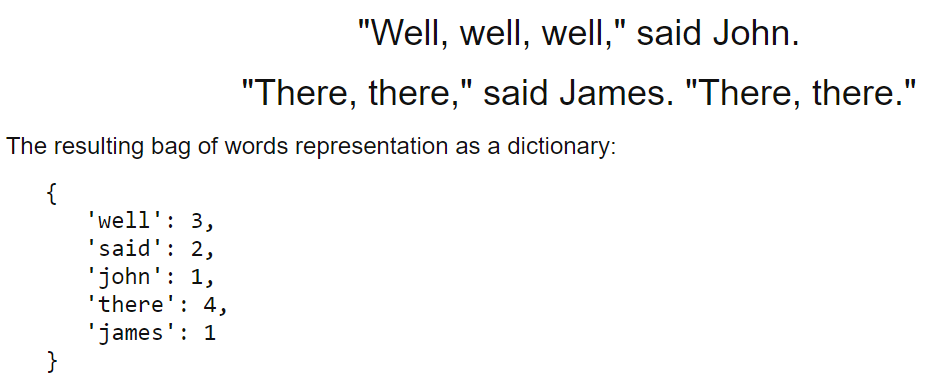 "Well, well, well," said John.
"There, there," said James. "There, there."
The resulting bag of words representation as a dictionary:
{
'well': 3,
'said': 2,
'john': 1,
'there': 4,
'james': 1
}